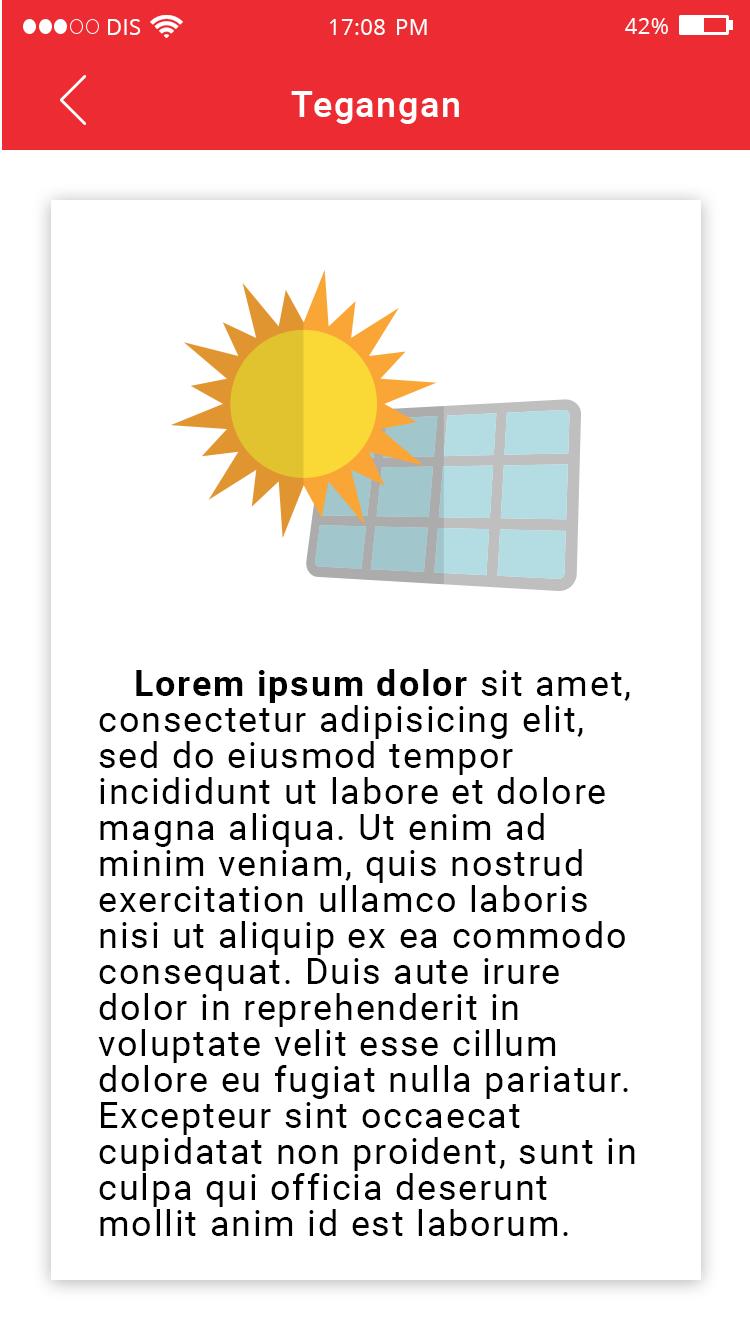 DIS 17:08 PM 42%
Tegangan
Lorem ipsum dolor sit amet,
consectetur adipisicing elit,
sed do eiusmod tempor
incididunt ut labore et dolore
magna aliqua. Ut enim ad
minim veniam, quis nostrud
exercitation ullamco laboris
nisi ut aliquip ex ea commodo
consequat. Duis aute irure
dolor in reprehenderit in
voluptate velit esse cillum
dolore eu fugiat nulla pariatur.
Excepteur sint occaecat
cupidatat non proident, sunt in
culpa qui officia deserunt
mollit anim id est laborum.